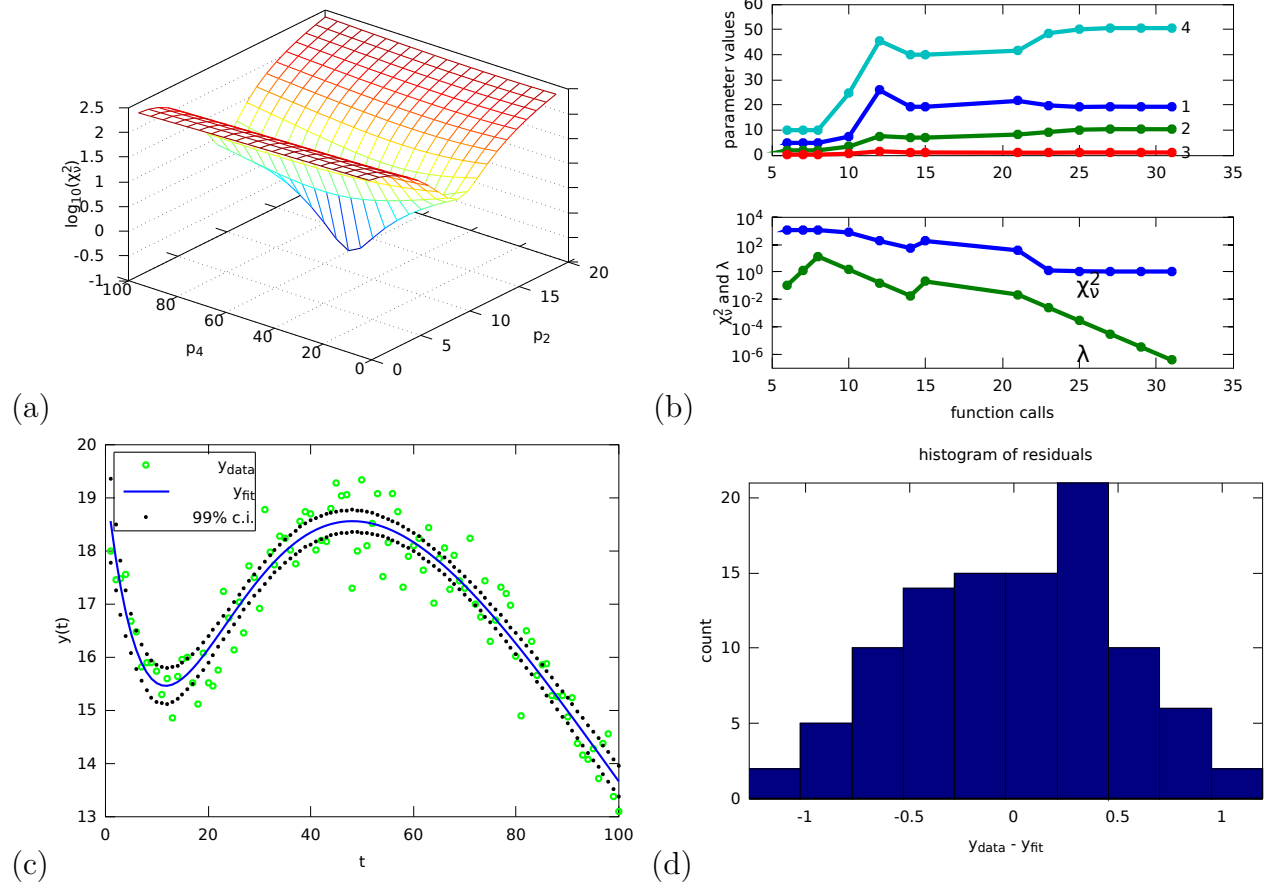 2.5
2
1.5
1
0.5
0
-0.5
-1
log10(χ²ν)
100
80
60
40
20
0
p4
0
5
10
15
20
p2
(a)
60
50
40
30
20
10
0
parameter values
4
1
2
3
5 10 15 20 25 30 35
10^4
10^2
10^0
10^-2
10^-4
10^-6
χ²ν and λ
χ²ν
λ
5 10 15 20 25 30 35
function calls
(b)
20
19
18
17
16
15
14
13
y(t)
ydata
yfit
99% c.i.
0 20 40 60 80 100
t
(c)
histogram of residuals
20
15
10
5
0
count
-1 -0.5 0 0.5 1
ydata - yfit
(d)